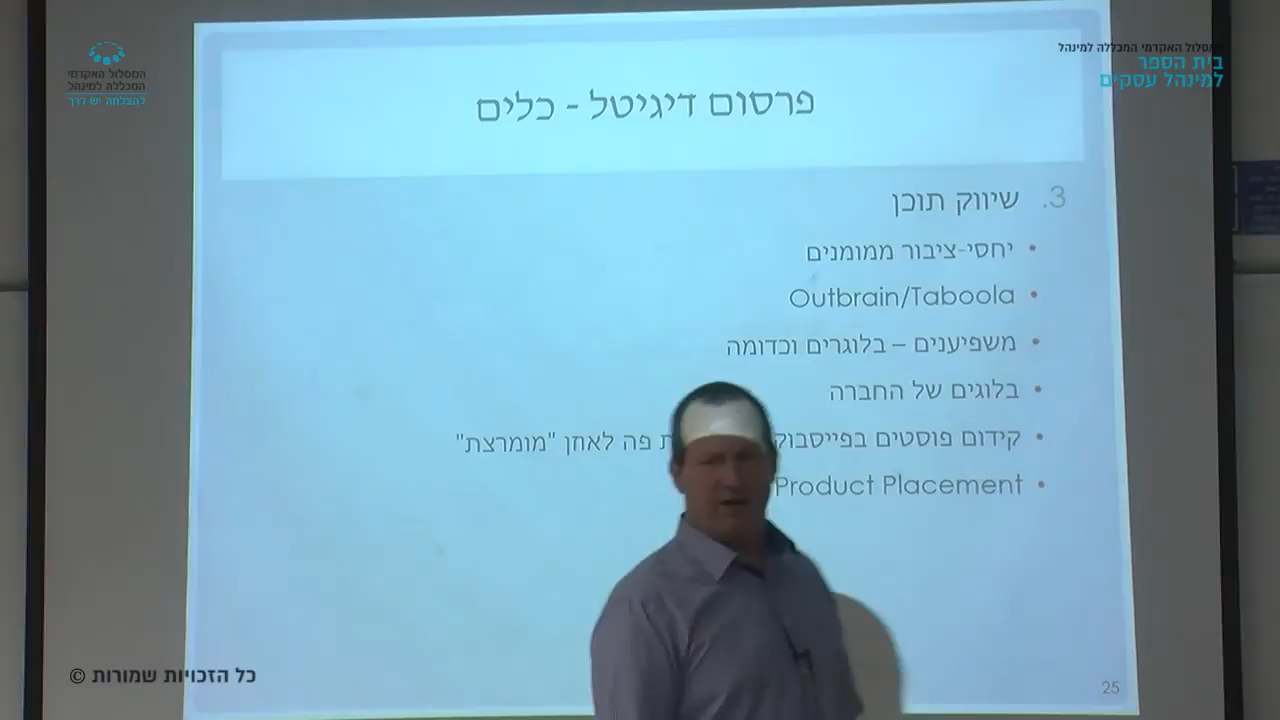 המסלול האקדמי
המכללה למינהל
להצלחה יש דרך
המסלול האקדמי המכללה למינהל
בית הספר
למינהל עסקים
פרסום דיגיטל - כלים
3. שיווק תוכן
• יחסי-ציבור ממומנים
• Outbrain/Taboola
• משפיענים – בלוגרים וכדומה
• בלוגים של החברה
• קידום פוסטים בפייסבוק פה לאוזן "מומרצת"
• Product Placement
כל הזכויות שמורות ©
25